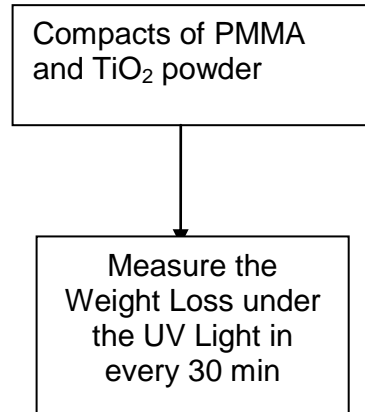 Compacts of PMMA
and TiO₂ powder
Measure the
Weight Loss under
the UV Light in
every 30 min